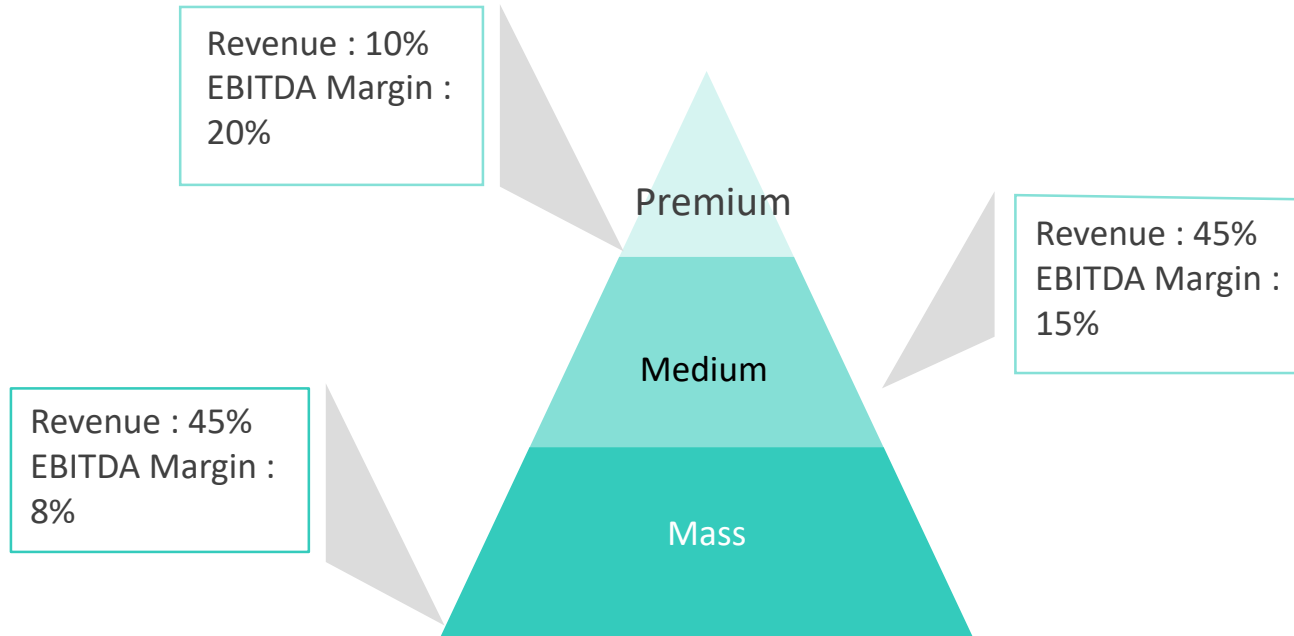 Revenue : 10%
EBITDA Margin :
20%
Premium
Revenue : 45%
EBITDA Margin :
15%
Medium
Revenue : 45%
EBITDA Margin :
8%
Mass